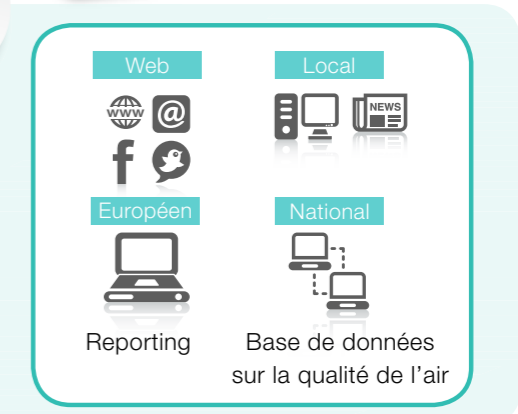 Web
Local
www
@
NEWS
f
Européen
National
Reporting
Base de données
sur la qualité de l'air